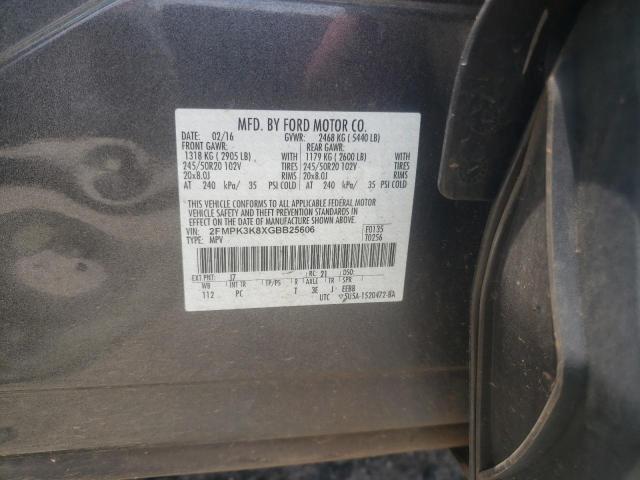 MFD. BY FORD MOTOR CO.
DATE: 02/16 GVWR: 2468 KG ( 5440 LB)
FRONT GAWR: REAR GAWR:
1318 KG ( 2905 LB) WITH 1179 KG ( 2600 LB) WITH
245/50R20 102V TIRES 245/50R20 102V TIRES
20x8.0J RIMS 20x8.0J RIMS
AT 240 kPa/ 35 PSI COLD AT 240 kPa/ 35 PSI COLD
THIS VEHICLE CONFORMS TO ALL APPLICABLE FEDERAL MOTOR
VEHICLE SAFETY AND THEFT PREVENTION STANDARDS IN
EFFECT ON THE DATE OF MANUFACTURE SHOWN ABOVE.
VIN: 2FMPK3K8XGBB25606 F0135
TYPE: MPV T0256
EXT PNT: J7 RC: 21 DSO:
WB INT TR TP/PS R AXLE TR SPR
112 PC T 3E J EEBB
UTC 5USA-1520472-BA